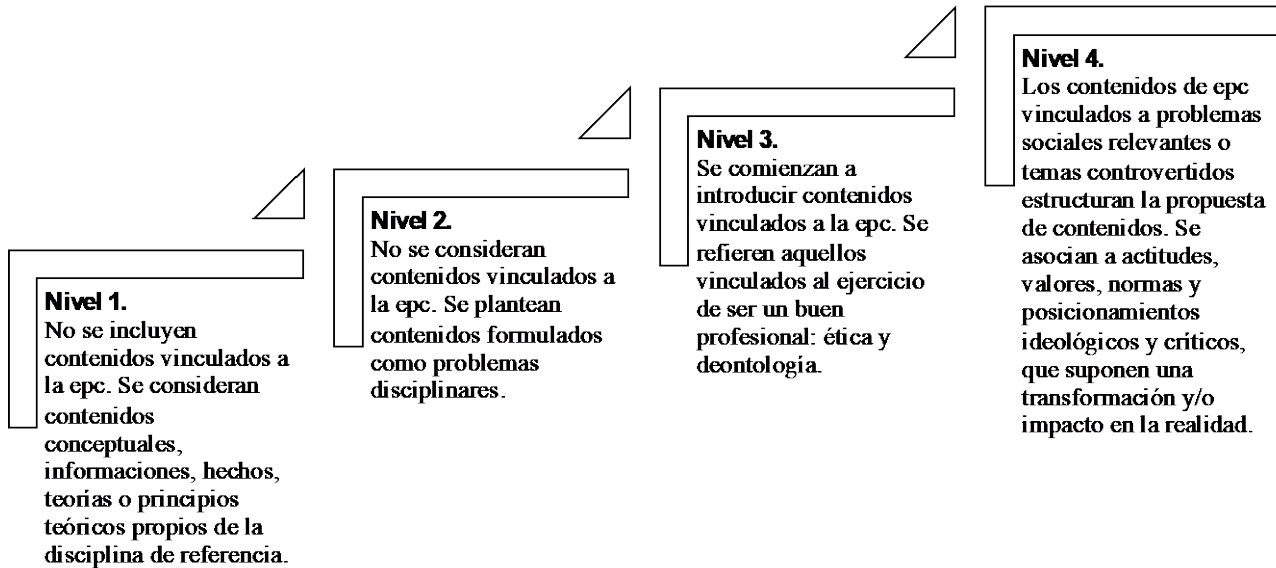 Nivel 1.
No se incluyen
contenidos vinculados a
la epc. Se consideran
contenidos
conceptuales,
informaciones, hechos,
teorías o principios
teóricos propios de la
disciplina de referencia.
Nivel 2.
No se consideran
contenidos vinculados a
la epc. Se plantean
contenidos formulados
como problemas
disciplinares.
Nivel 3.
Se comienzan a
introducir contenidos
vinculados a la epc. Se
refieren aquellos
vinculados al ejercicio
de ser un buen
profesional: ética y
deontología.
Nivel 4.
Los contenidos de epc
vinculados a problemas
sociales relevantes o
temas controvertidos
estructuran la propuesta
de contenidos. Se
asocian a actitudes,
valores, normas y
posicionamientos
ideológicos y críticos,
que suponen una
transformación y/o
impacto en la realidad.